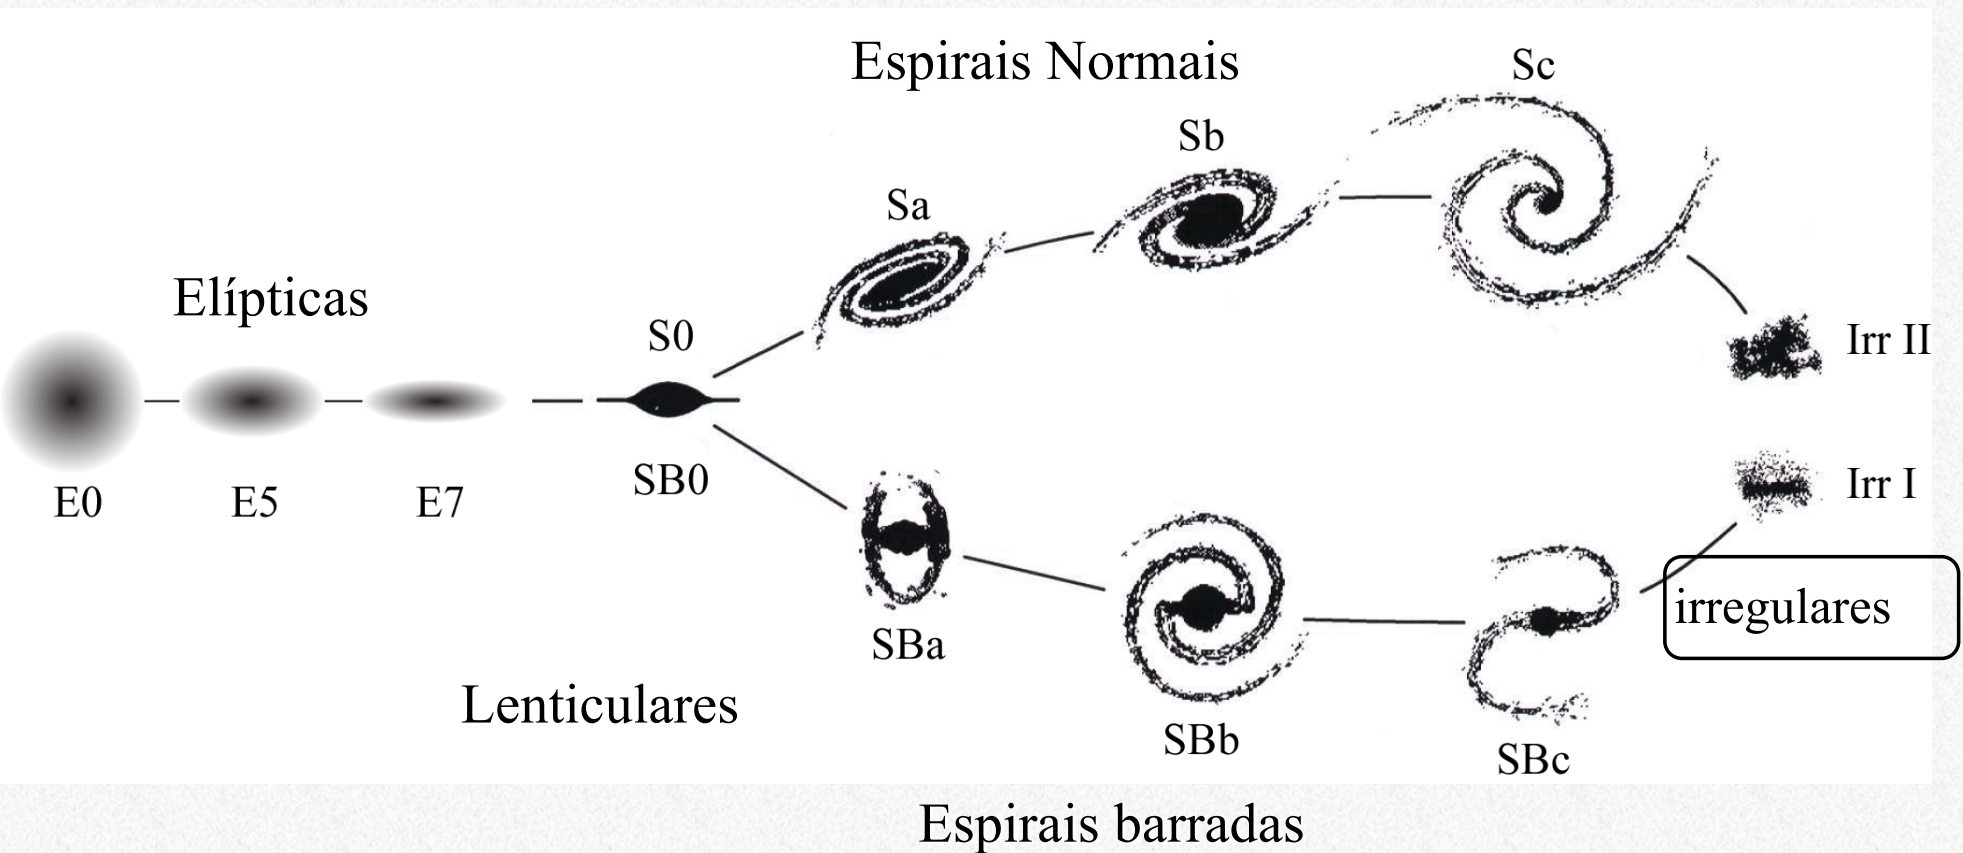 Espirais Normais
Sc
Sb
Sa
Elípticas
S0
Irr II
E0
E5
E7
SB0
Irr I
irregulares
SBa
Lenticulares
SBb
SBc
Espirais barradas